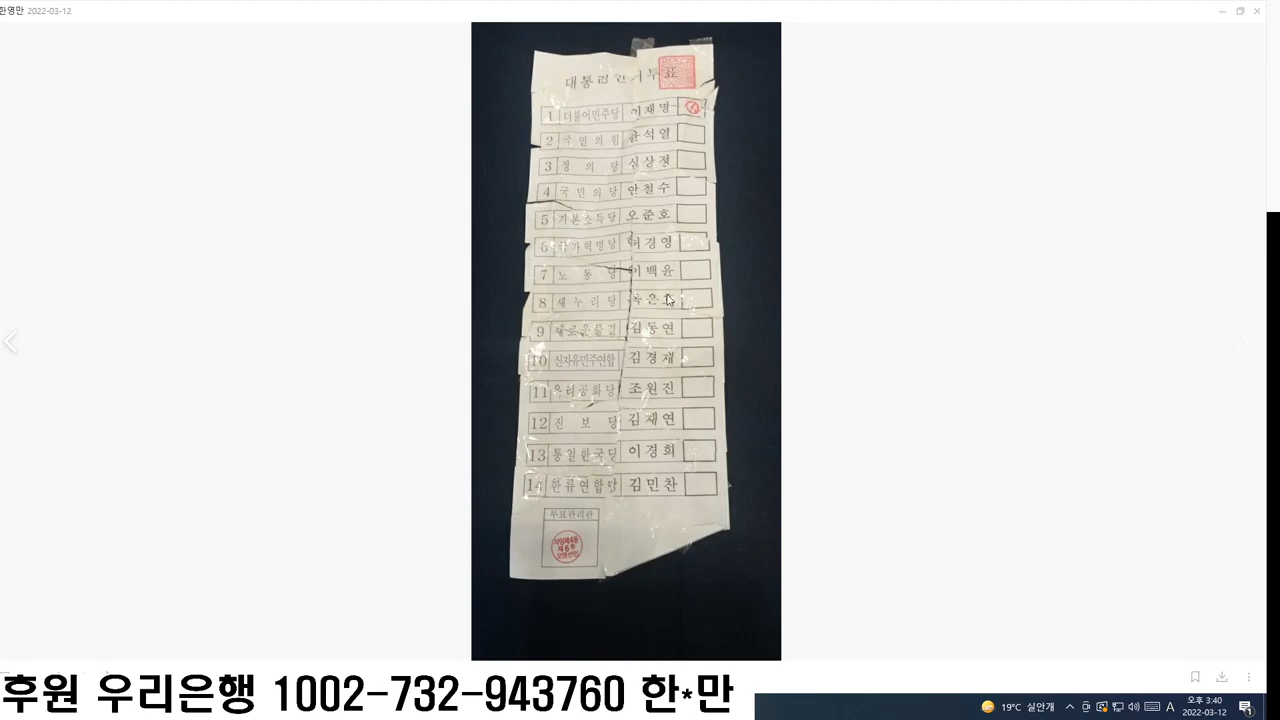 한영만 2022-03-12
대통령선거투표
1 더불어민주당 이재명
2 국민의힘 윤석열
3 정의당 심상정
4 국민의당 안철수
5 기본소득당 오준호
6 국가혁명당 허경영
7 노동당 이백윤
8 새누리당 옥은호
9 새로운물결 김동연
10 신자유민주연합 김경재
11 우리공화당 조원진
12 진보당 김재연
13 통일한국당 이경희
14 한류연합당 김민찬
투표관리관
제6투
후원 우리은행 1002-732-943760 한*만
19°C 실안개
A
오후 3:40
2022-03-12
1